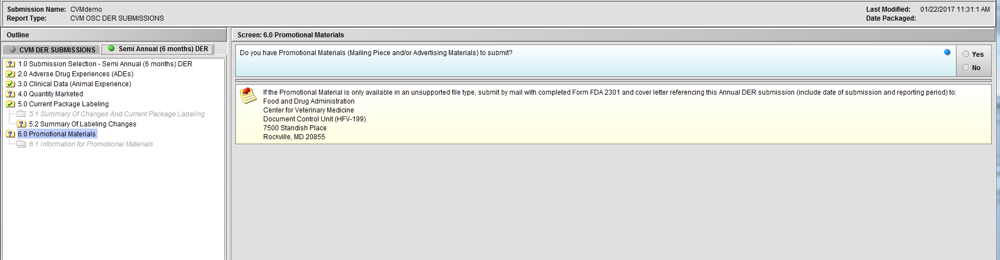 Submission Name: CVMdemo
Last Modified: 01/22/2017 11:31:1 AM
Report Type: CVM OSC DER SUBMISSIONS
Date Packaged:
Outline
CVM DER SUBMISSIONS
Semi Annual (6 months) DER
1.0 Submission Selection - Semi Annual (6 months) DER
2.0 Adverse Drug Experiences (ADEs)
3.0 Clinical Data (Animal Experience)
4.0 Quantity Marketed
5.0 Current Package Labeling
5.1 Summary Of Changes And Current Package Labeling
5.2 Summary Of Labeling Changes
6.0 Promotional Materials
6.1 Information for Promotional Materials
Screen: 6.0 Promotional Materials
Do you have Promotional Materials (Mailing Piece and/or Advertising Materials) to submit?
Yes
No
If the Promotional Material is only available in an unsupported file type, submit by mail with completed Form FDA 2301 and cover letter referencing this Annual DER submission (include date of submission and reporting period) to:
Food and Drug Administration
Center for Veterinary Medicine
Document Control Unit (HFV-199)
7500 Standish Place
Rockville, MD 20855